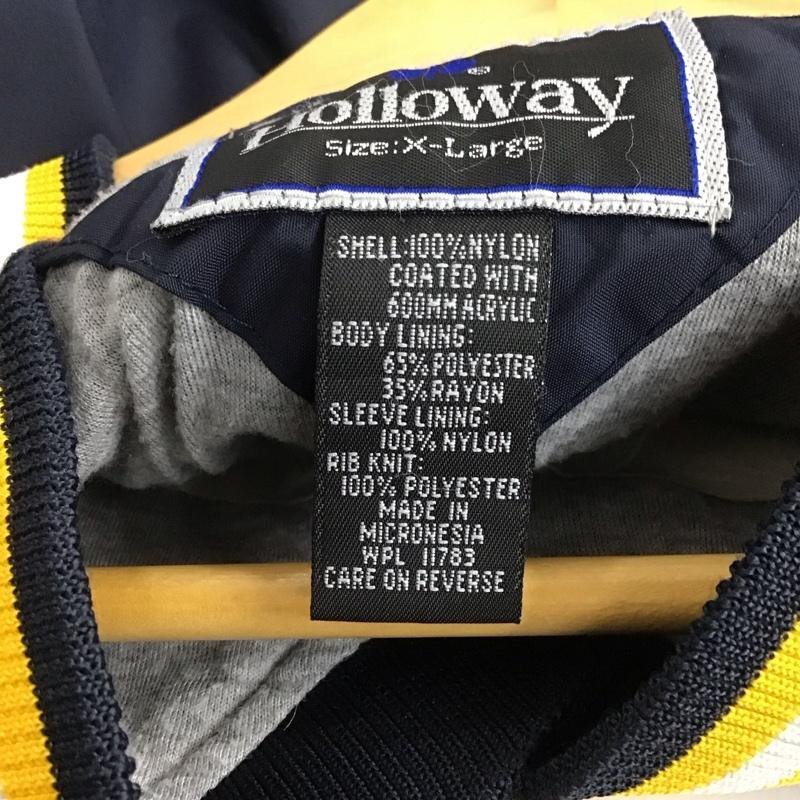 Holloway
Size: X-Large
SHELL:100%NYLON
COATED WITH
600MM ACRYLIC
BODY LINING:
65% POLYESTER
35% RAYON
SLEEVE LINING:
100% NYLON
RIB KNIT:
100% POLYESTER
MADE IN
MICRONESIA
WPL 11783
CARE ON REVERSE